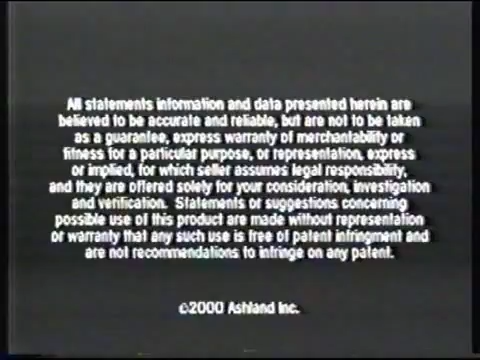 All statements information and data presented herein are
believed to be accurate and reliable, but are not to be taken
as a guarantee, express warranty of merchantability or
fitness for a particular purpose, or representation, express
or implied, for which seller assumes legal responsibility,
and they are offered solely for your consideration, investigation
and verification. Statements or suggestions concerning
possible use of this product are made without representation
or warranty that any such use is free of patent infringment and
are not recommendations to infringe on any patent.
©2000 Ashland Inc.